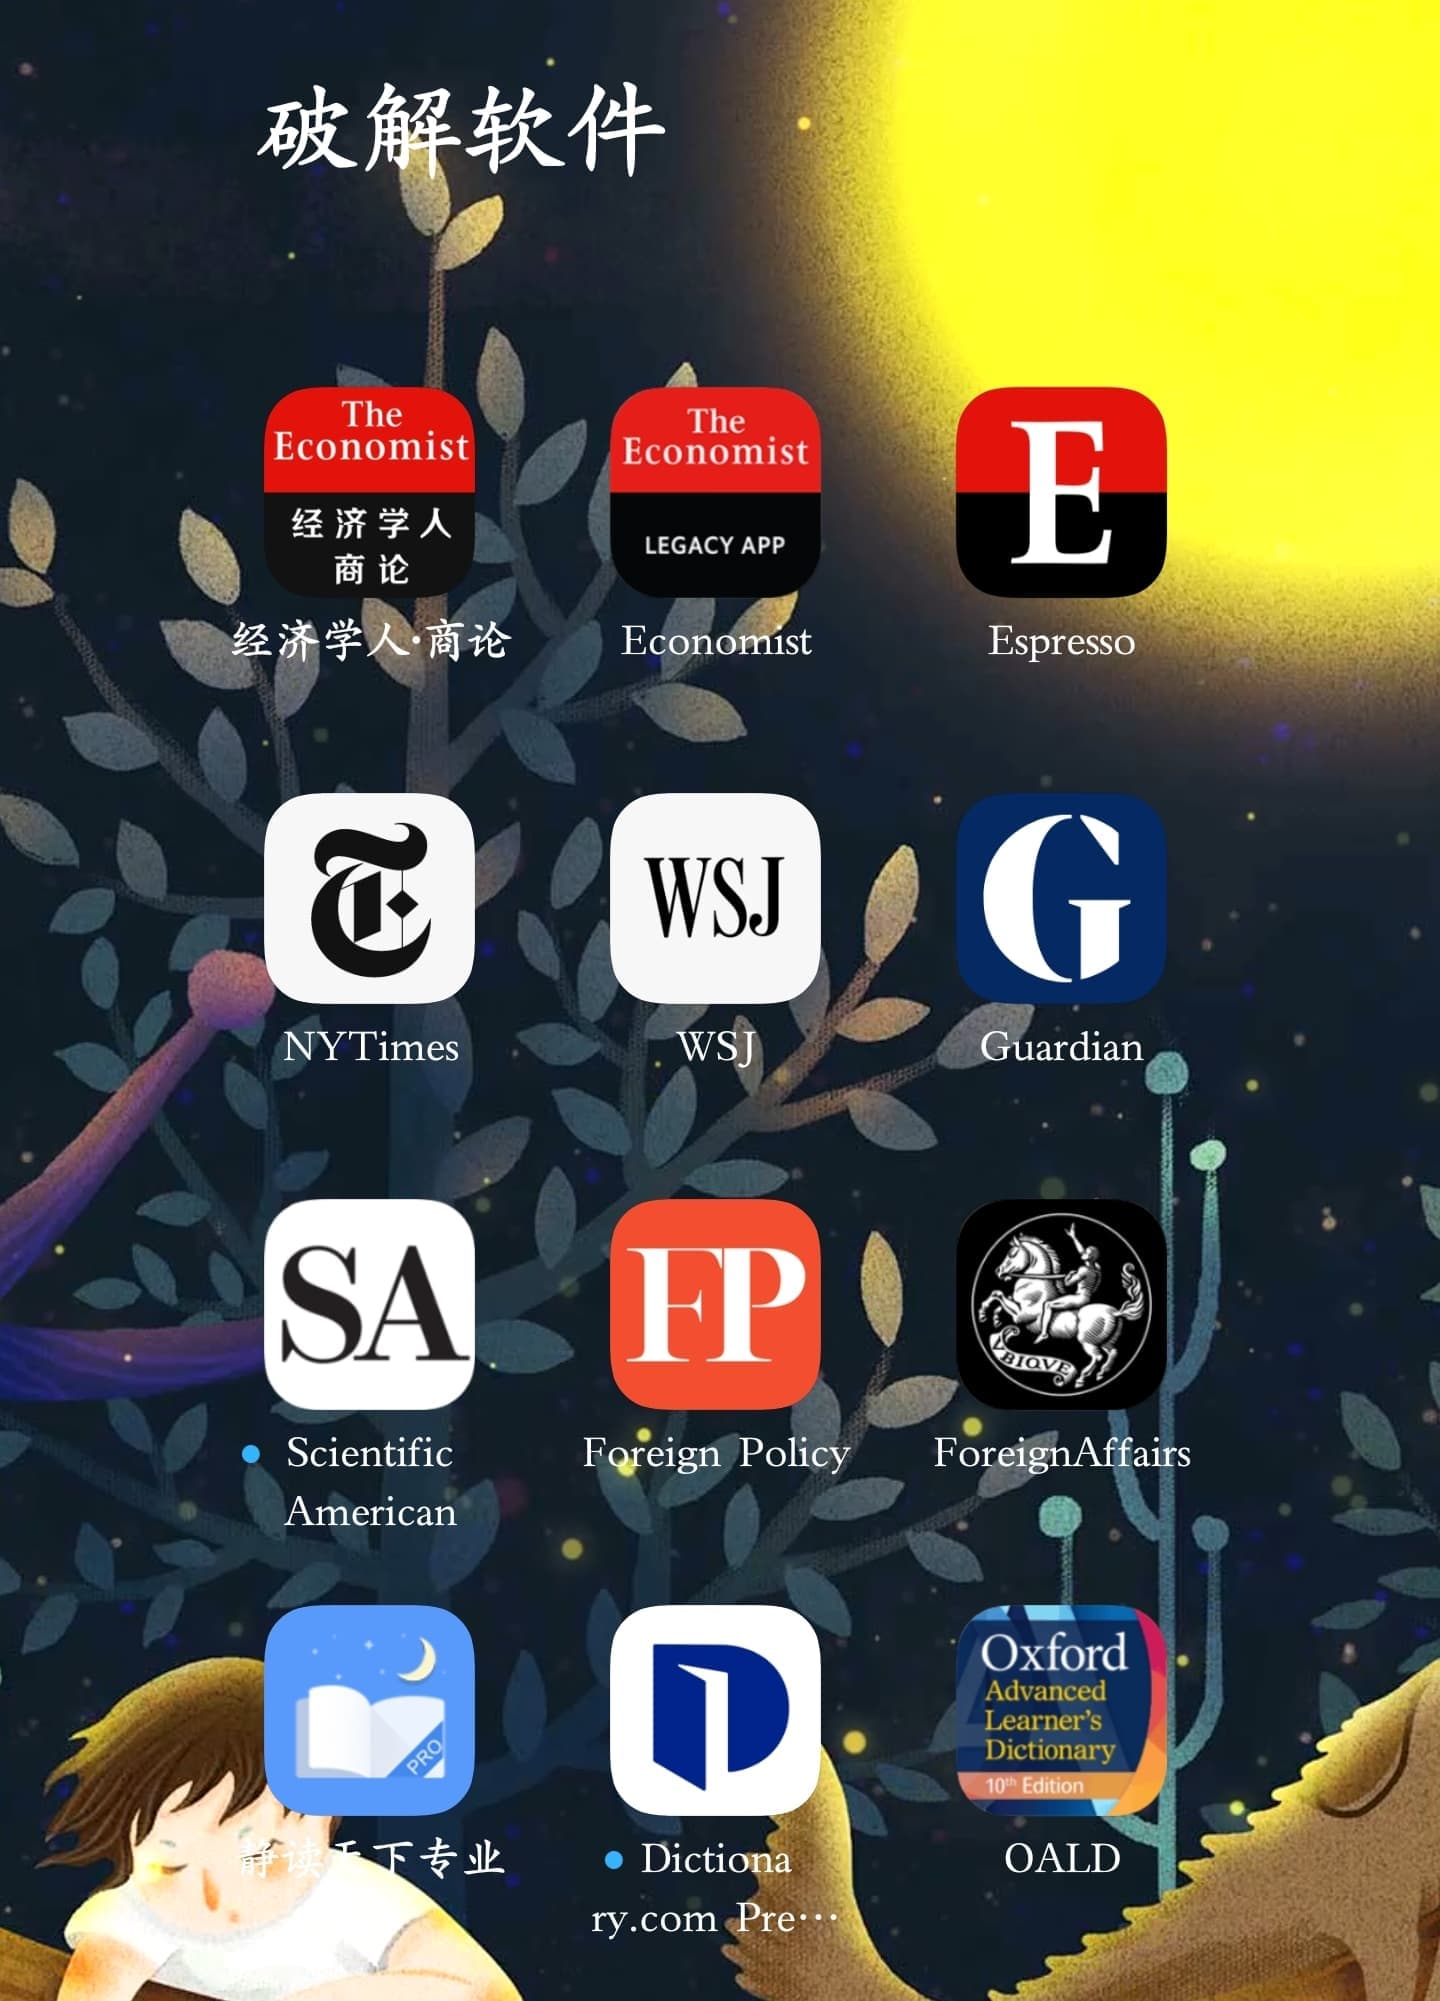 破解软件
The
Economist
经济学人
商论
The
Economist
LEGACY APP
E
经济学人·商论
Economist
Espresso
T
WSJ
G
NYTimes
WSJ
Guardian
SA
FP
VBIQVE
Scientific
American
Foreign Policy
ForeignAffairs
PRO
D
Oxford
Advanced
Learner's
Dictionary
10th Edition
静读天下专业
Dictiona
ry.com Pre…
OALD